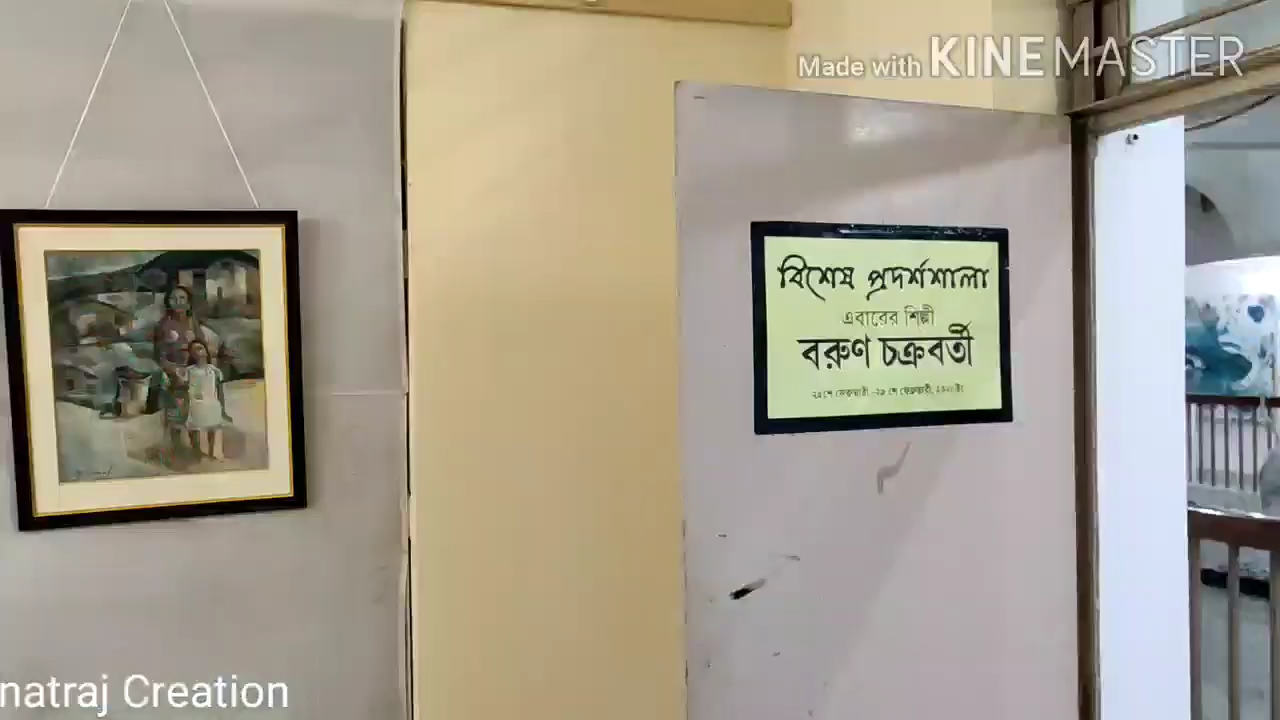 Made with KINEMASTER
বিশেষ প্রদর্শশালা
এবারের শিল্পী
বরুণ চক্রবর্তী
শে ফেব্রুয়ারী - শে ফেব্রুয়ারী,
natraj Creation